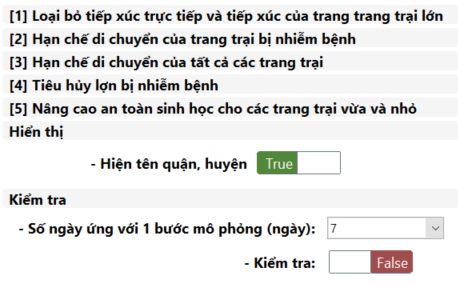 [1] Loại bỏ tiếp xúc trực tiếp và tiếp xúc của trang trang trại lớn
[2] Hạn chế di chuyển của trang trại bị nhiễm bệnh
[3] Hạn chế di chuyển của tất cả các trang trại
[4] Tiêu hủy lợn bị nhiễm bệnh
[5] Nâng cao an toàn sinh học cho các trang trại vừa và nhỏ
Hiển thị
- Hiện tên quận, huyện True
Kiểm tra
- Số ngày ứng với 1 bước mô phỏng (ngày): 7
- Kiểm tra: False